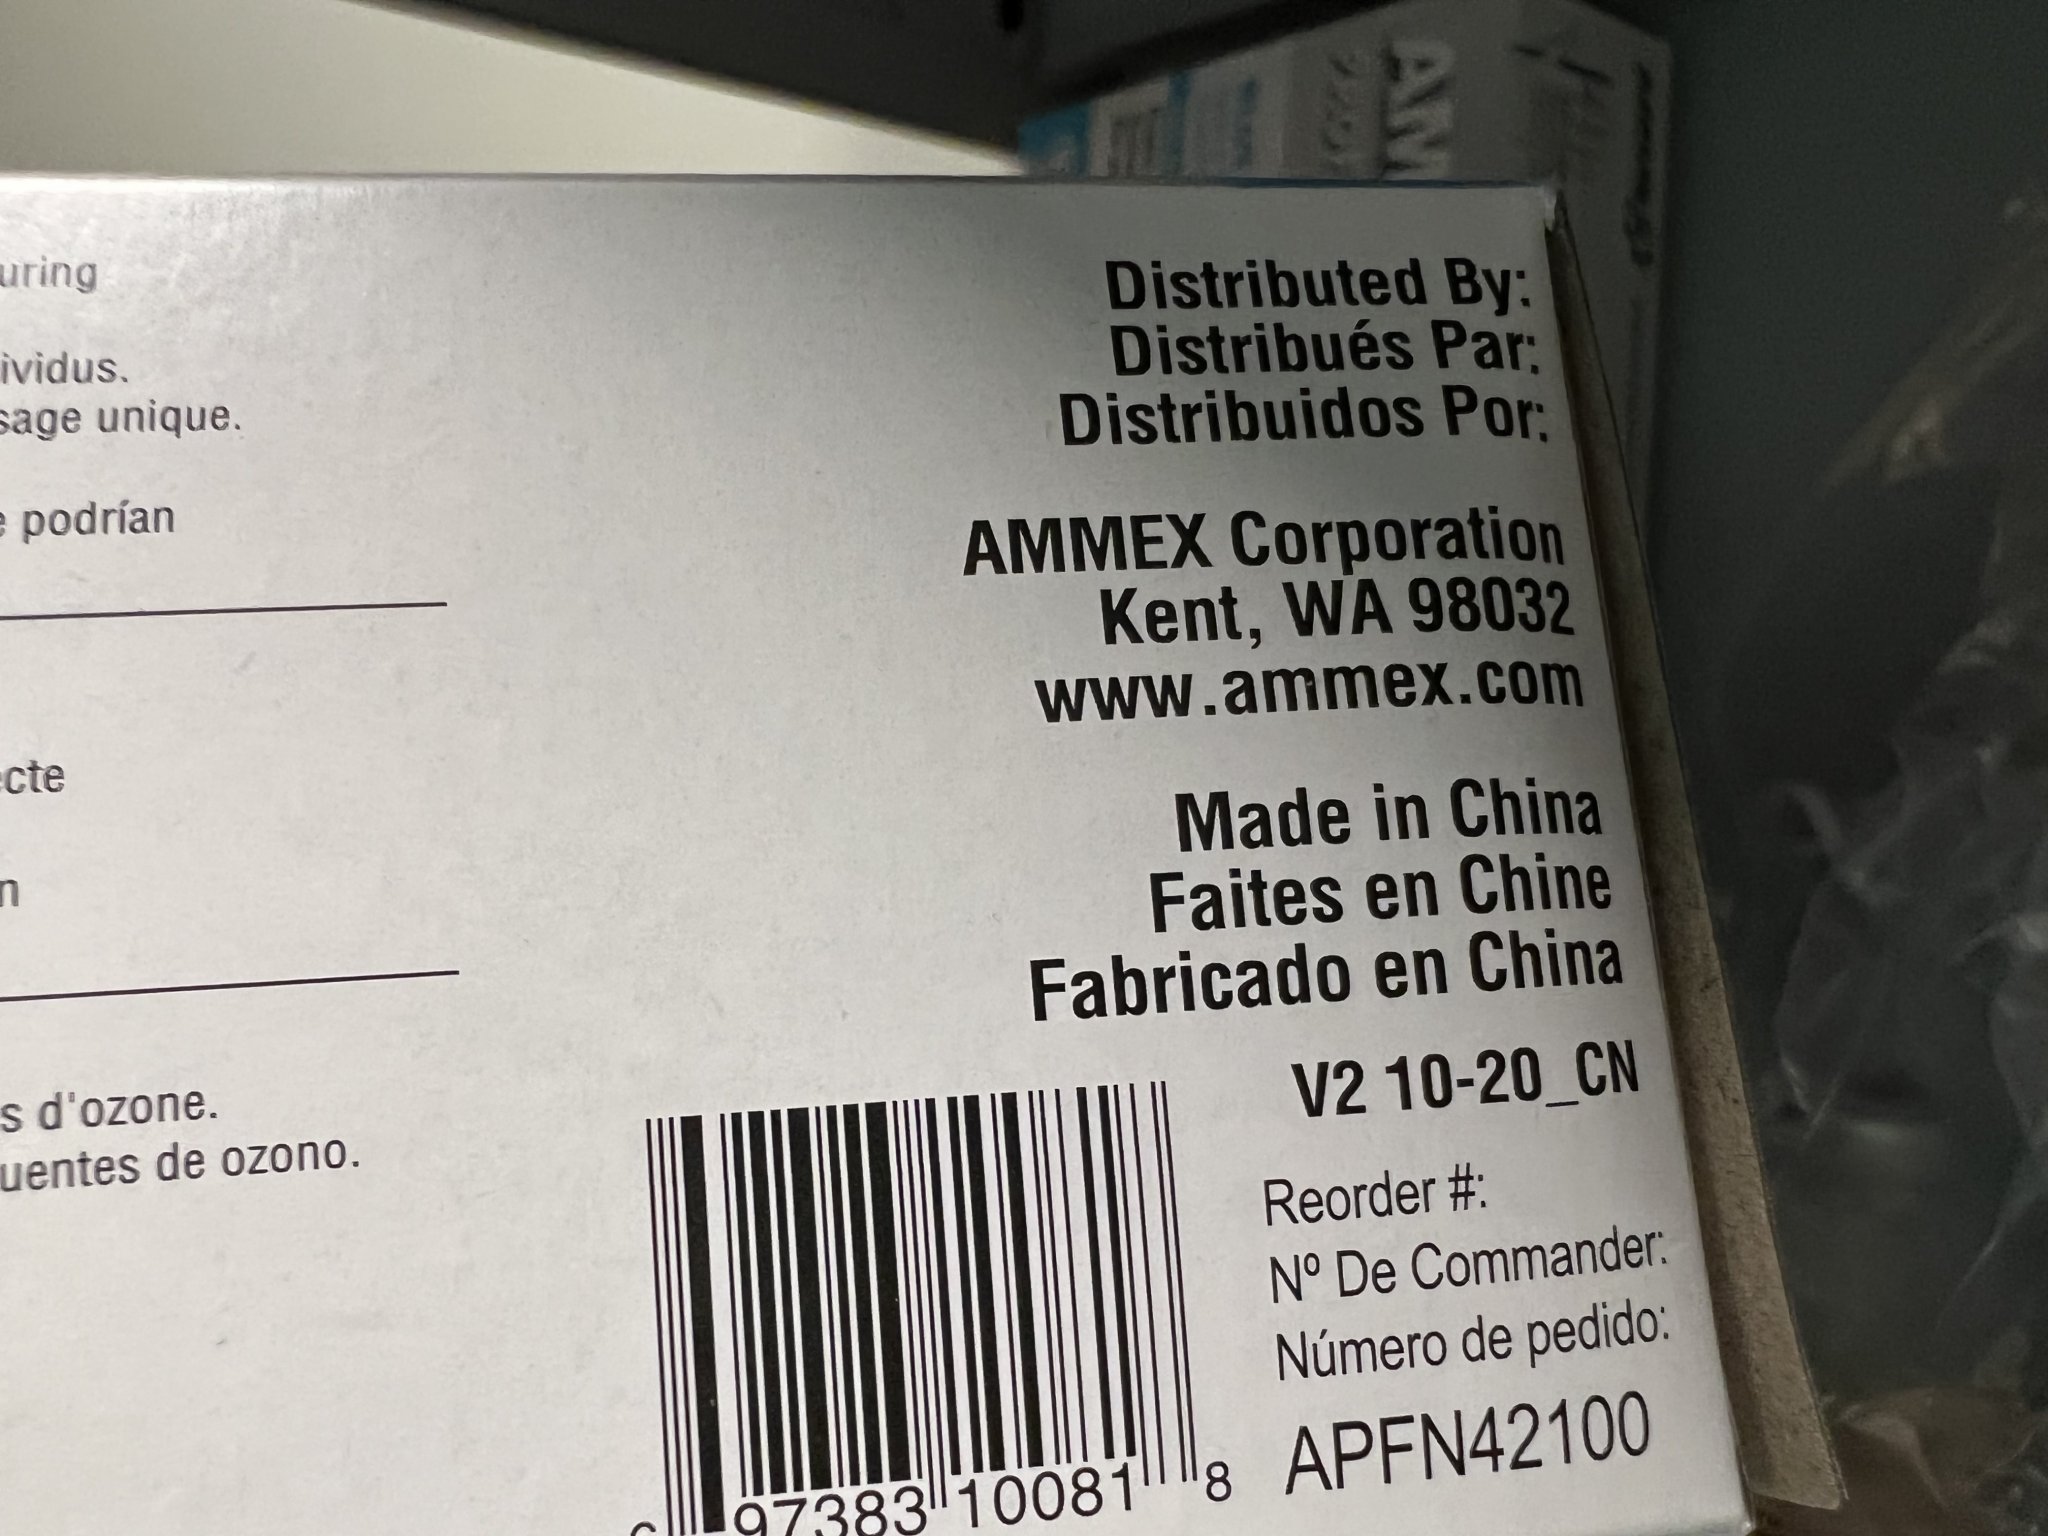 uring
ividus.
sage unique.
podrían
cte
n
s d'ozone.
uentes de ozono.
Distributed By:
Distribués Par:
Distribuidos Por:
AMMEX Corporation
Kent, WA 98032
www.ammex.com
Made in China
Faites en Chine
Fabricado en China
V2 10-20_CN
Reorder #:
Nº De Commander:
Número de pedido:
APFN42100
97383 10081 8
AM